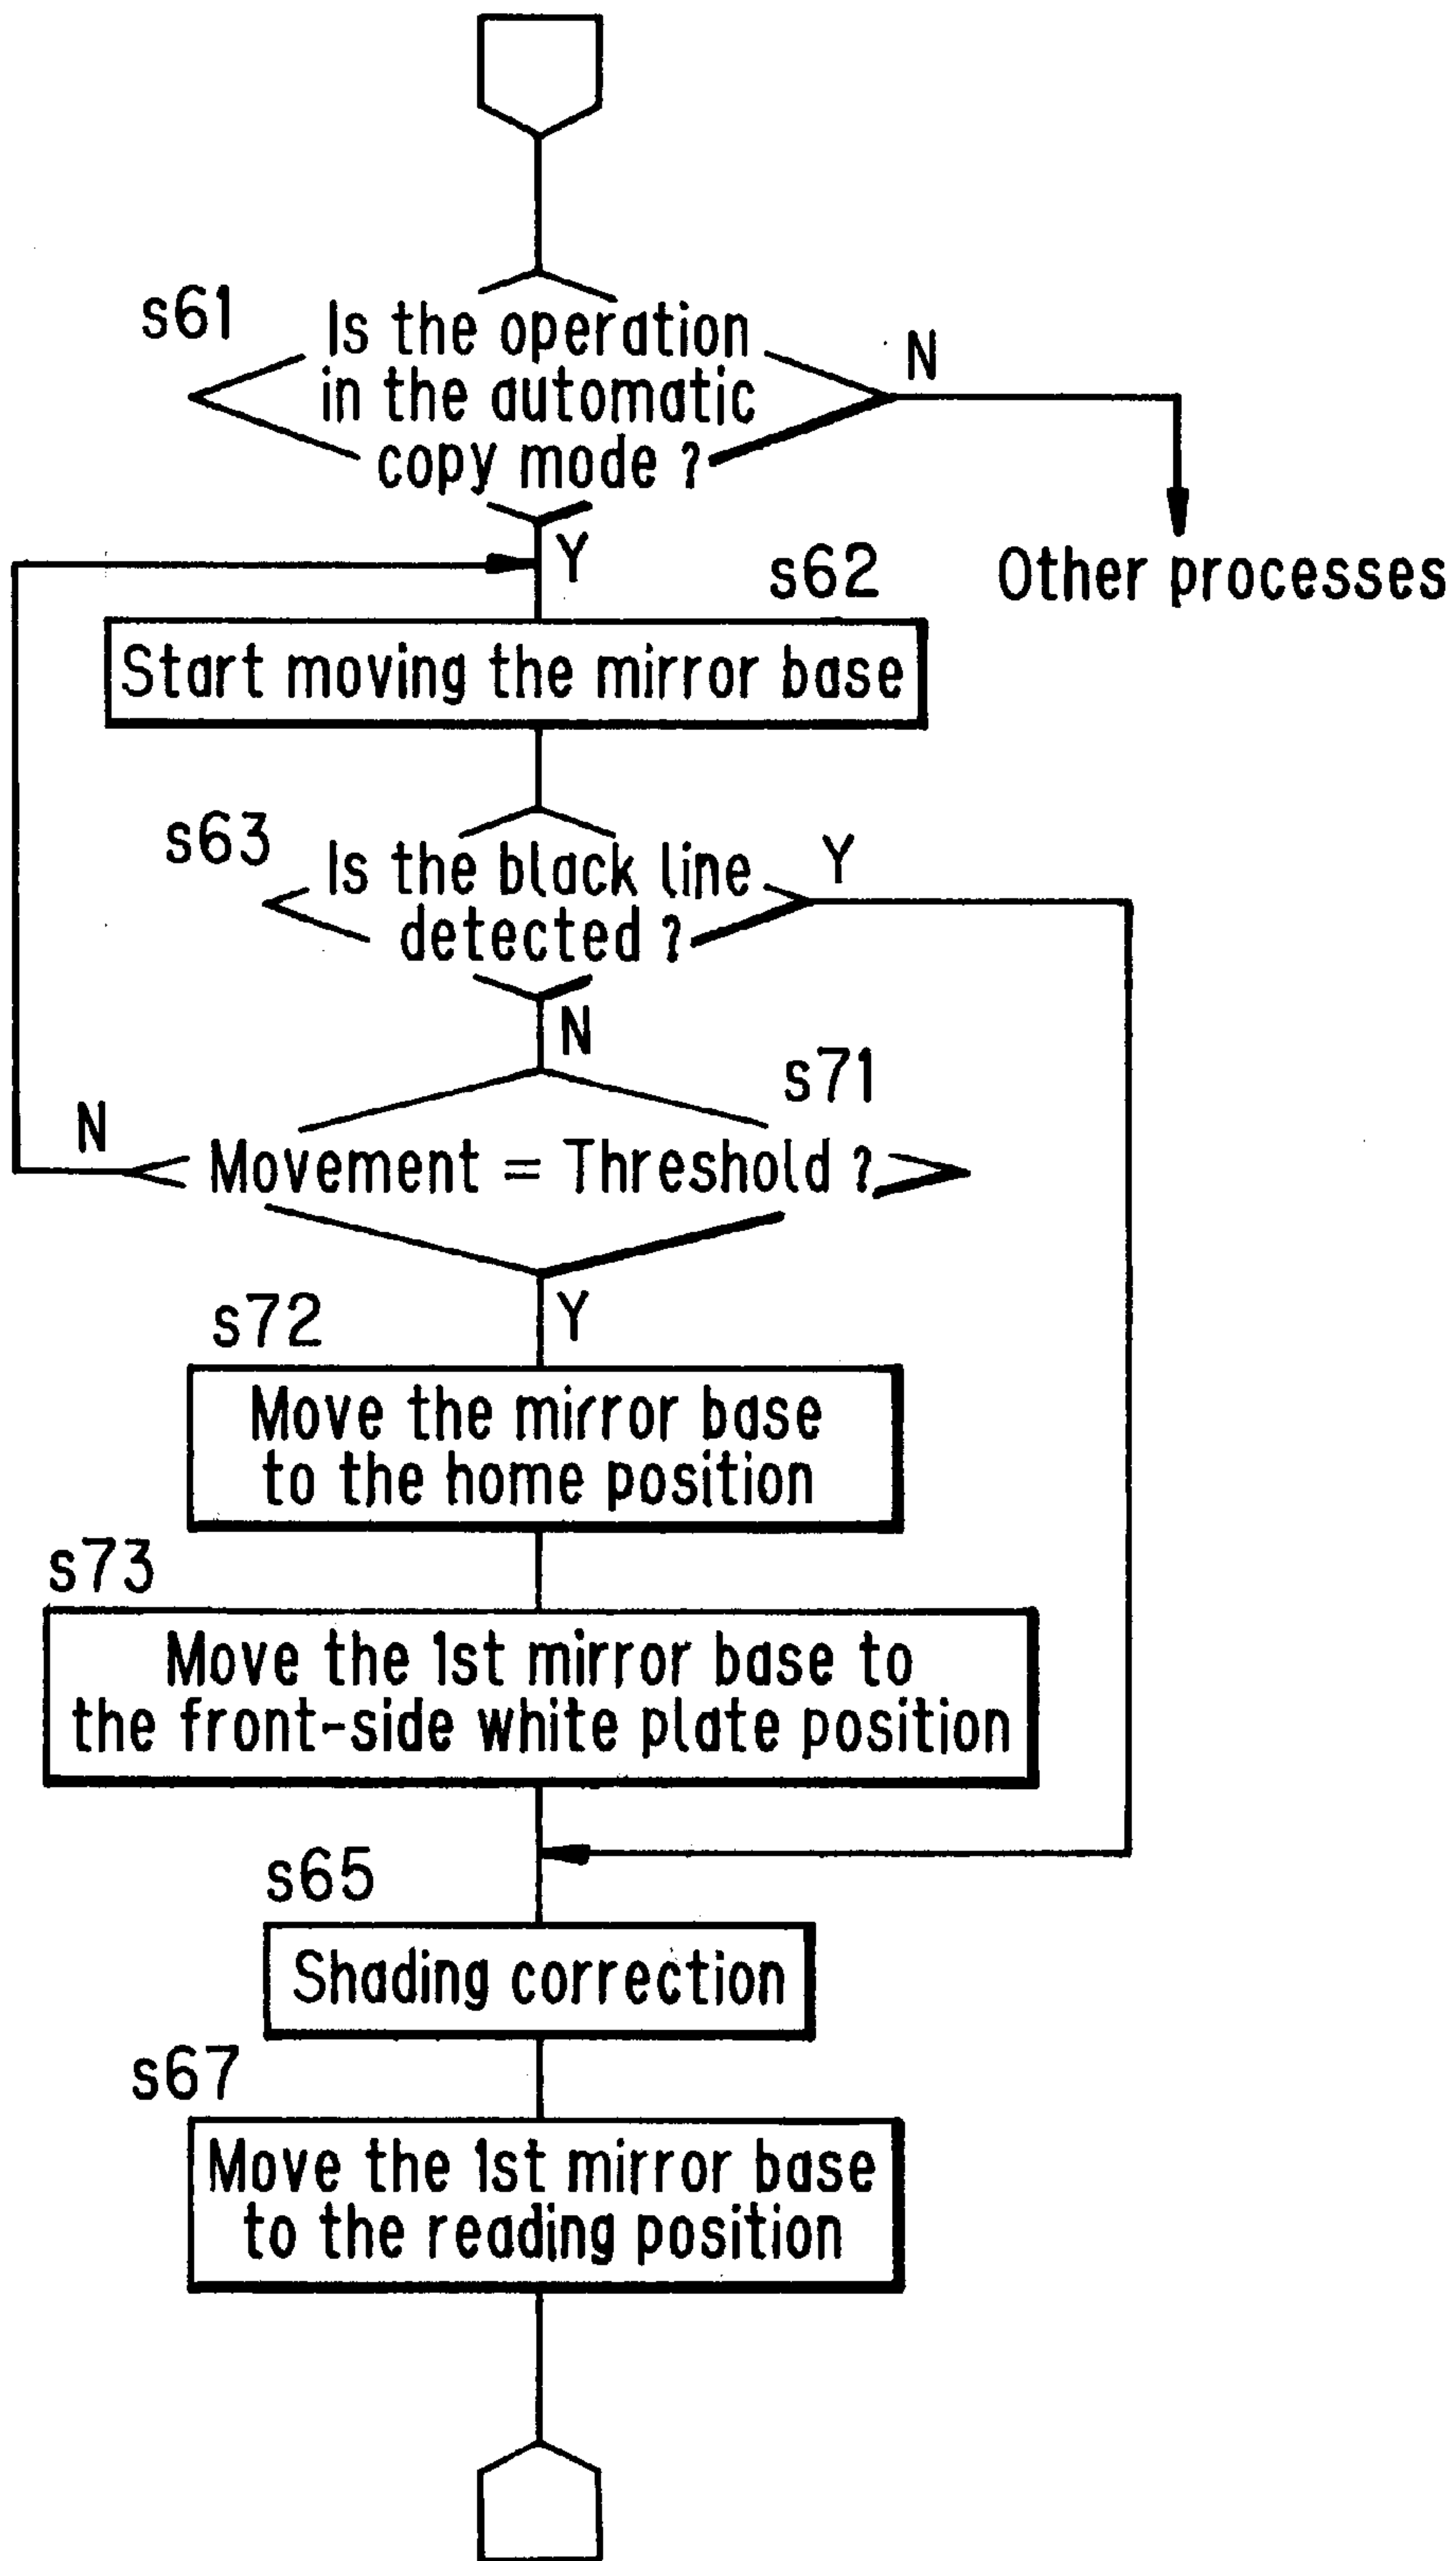 s61
Is the operation
in the automatic
copy mode ?
N
Y
Other processes
s62
Start moving the mirror base
s63
Is the black line
detected ?
Y
N
s71
N
Movement = Threshold ?
Y
s72
Move the mirror base
to the home position
s73
Move the 1st mirror base to
the front-side white plate position
s65
Shading correction
s67
Move the 1st mirror base
to the reading position